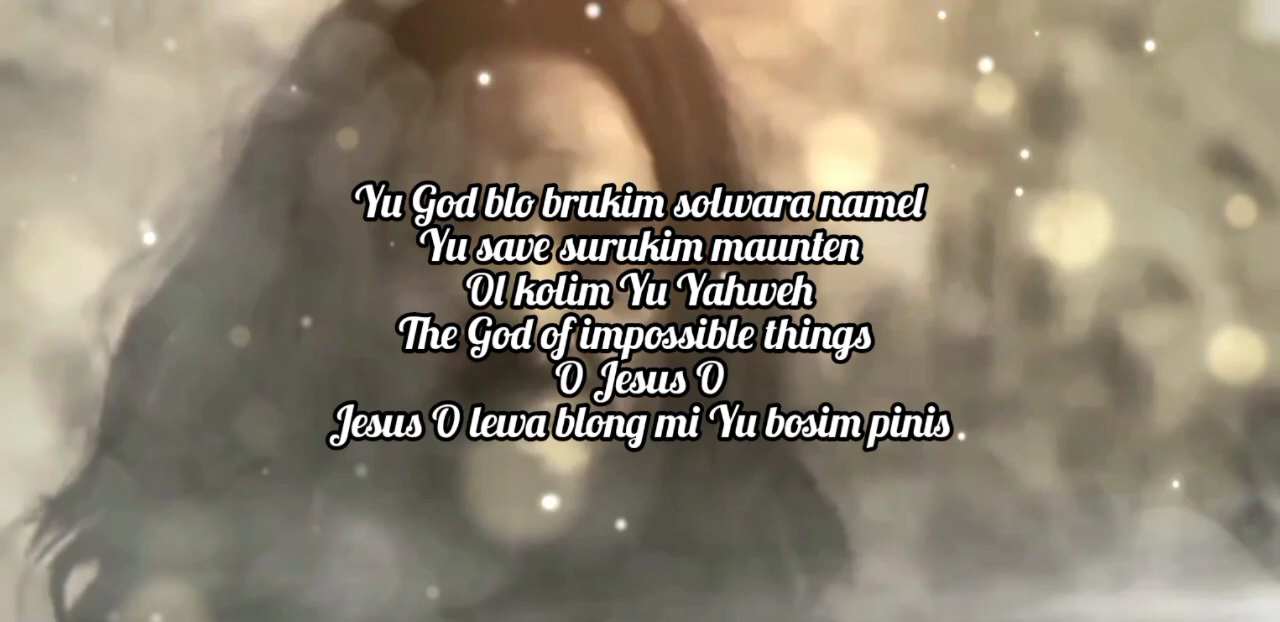 Yu God blo brukim solwara namel
Yu save surukim maunten
Ol kolim Yu Yahweh
The God of impossible things
O Jesus O
Jesus O lewa blong mi Yu bosim pinis